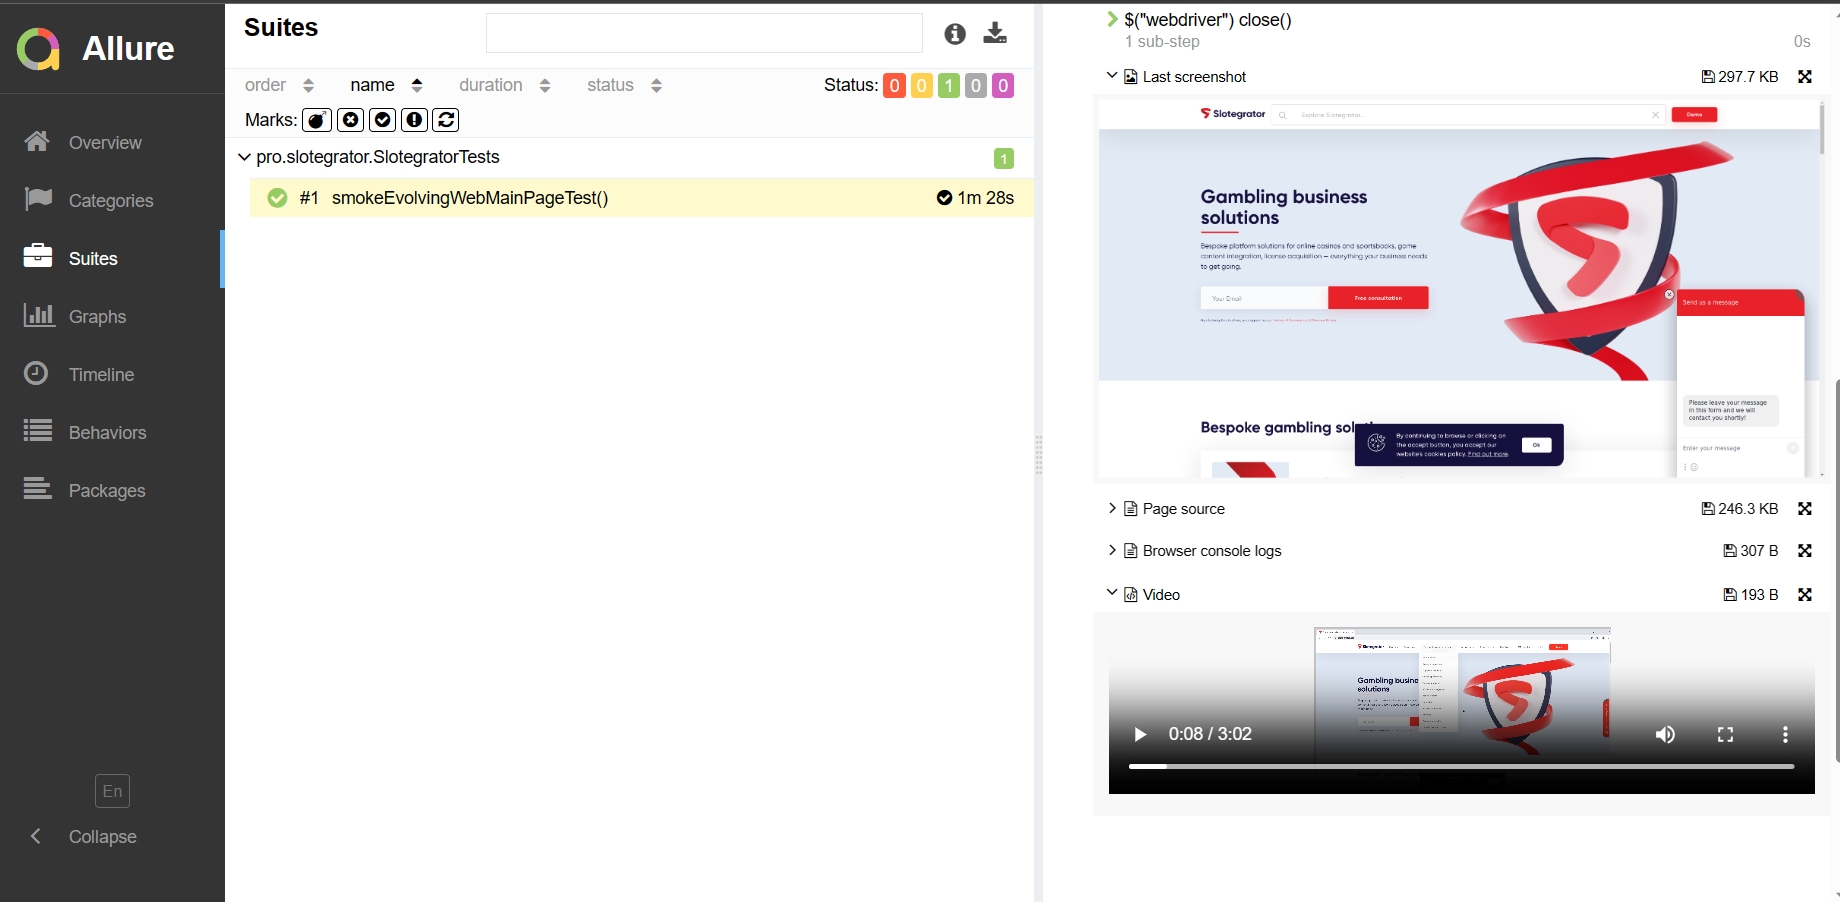 Allure
Overview
Categories
Suites
Graphs
Timeline
Behaviors
Packages
En
Collapse
Suites
order name duration status Status: 0 0 1 0 0
Marks:
pro.slotegrator.SlotegratorTests 1
#1 smokeEvolvingWebMainPageTest() 1m 28s
$("webdriver") close()
1 sub-step 0s
Last screenshot 297.7 KB
Slotegrator Explore Slotegrator... Demo
Gambling business
solutions
Bespoke platform solutions for online casinos and sportsbooks, game
content integration, license acquisition — everything your business needs
to get going.
Your Email Free consultation
Send us a message
Please leave your message
in this form and we will
contact you shortly!
Enter your message
Bespoke gambling
By continuing to browse or clicking on
the accept button, you accept our
website's cookies policy. Find out more.
Ok
Page source 246.3 KB
Browser console logs 307 B
Video 193 B
Slotegrator
Gambling busine
solutions
0:08 / 3:02